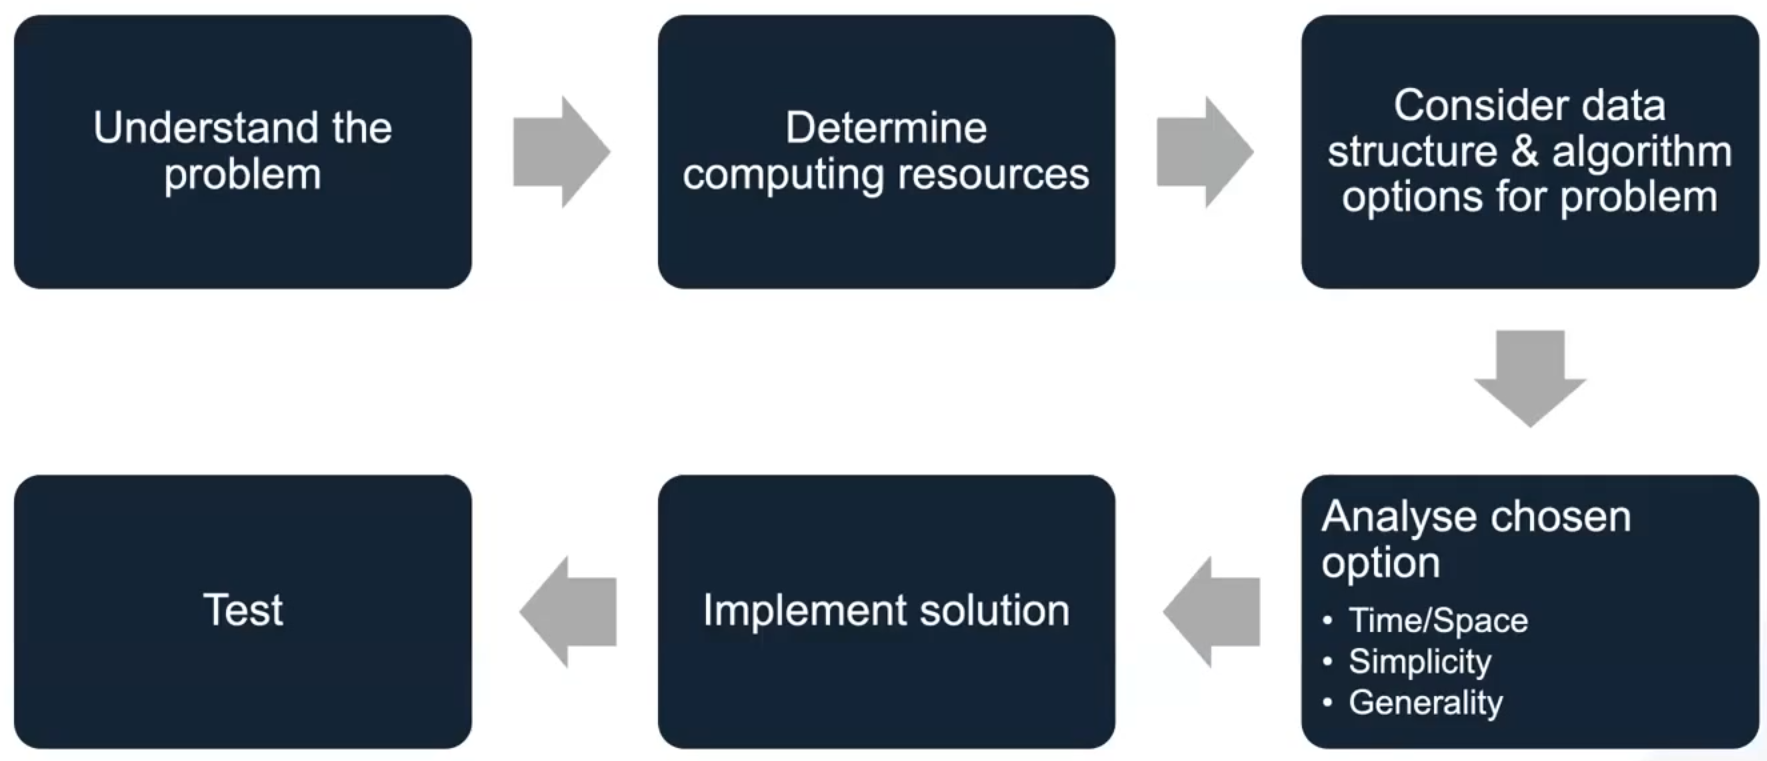 Understand the
problem
Determine
computing resources
Consider data
structure & algorithm
options for problem
Analyse chosen
option
• Time/Space
• Simplicity
• Generality
Implement solution
Test